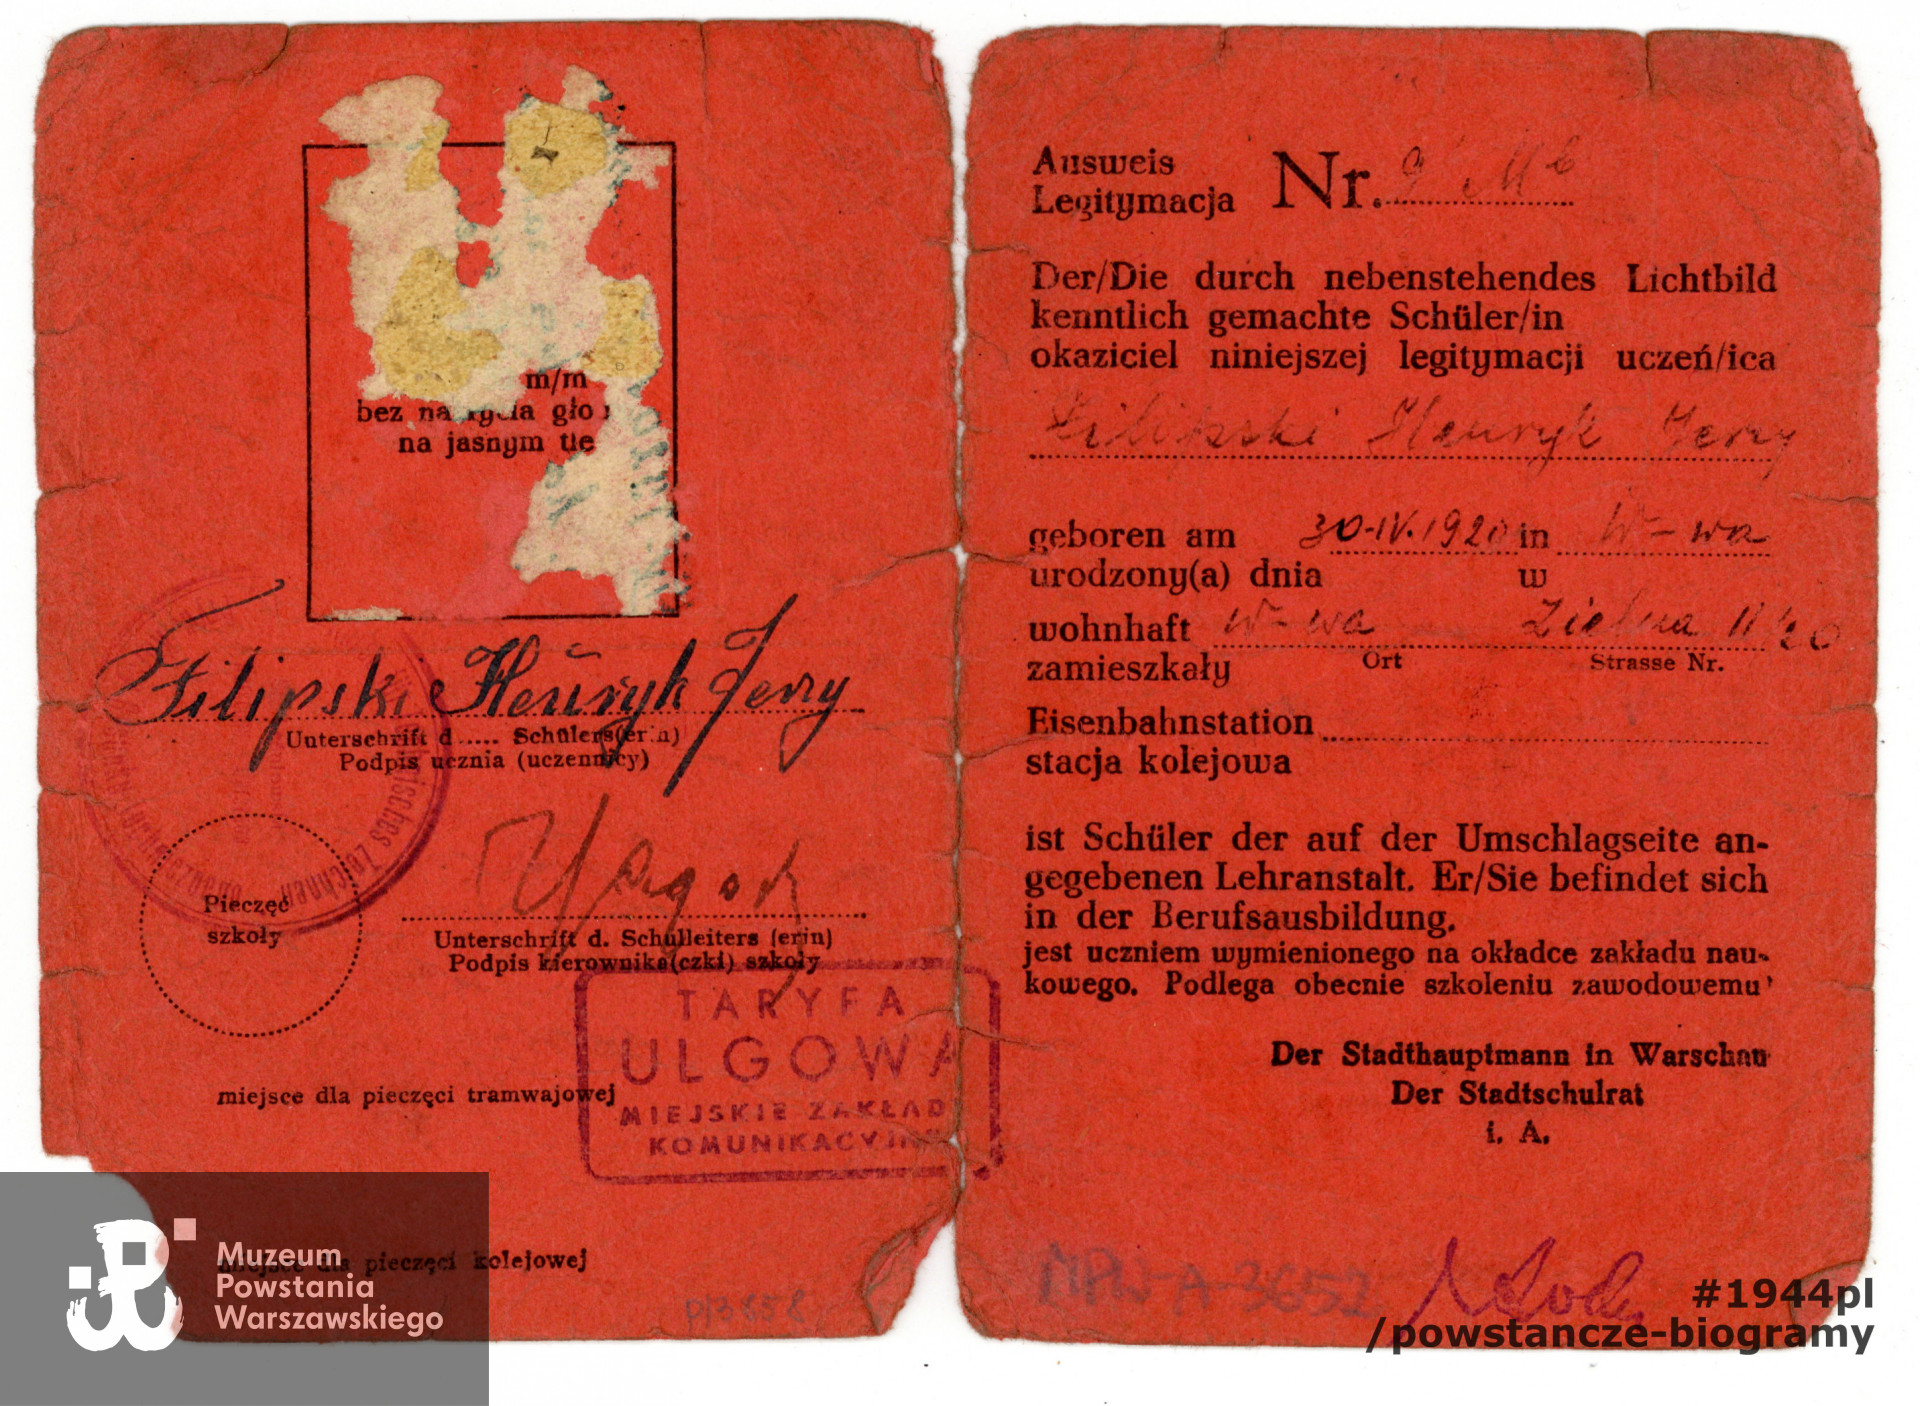 m/m
bez na
na jasnym tle
Filipski Henryk Jerzy
Unterschrift d ..... Schülers(erin)
Podpis ucznia (uczennicy)
Pieczęć
szkoły
Unterschrift d. Schulleiters (erin)
Podpis kierownika(czki) szkoły
TARYFA
ULGOWA
MIEJSKIE ZAKŁAD
KOMUNIKACYJNE
miejsce dla pieczęci tramwajowej
miejsce dla pieczęci kolejowej
Muzeum
Powstania
Warszawskiego
Ausweis
Legitymacja
Nr.
Der/Die durch nebenstehendes Lichtbild
kenntlich gemachte Schüler/in
okaziciel niniejszej legitymacji uczeń/ica
Filipski Henryk Jerzy
geboren am 30-IV.1920 in W-wa
urodzony(a) dnia w
wohnhaft W-wa Zielna 11
zamieszkały Ort Strasse Nr.
Eisenbahnstation
stacja kolejowa
ist Schüler der auf der Umschlagseite an-
gegebenen Lehranstalt. Er/Sie befindet sich
in der Berufsausbildung.
jest uczniem wymienionego na okładce zakładu nau-
kowego. Podlega obecnie szkoleniu zawodowemu
Der Stadthauptmann in Warschau
Der Stadtschulrat
i. A.
MPW-A-3652
P/3658
#1944pl
/powstancze-biogramy